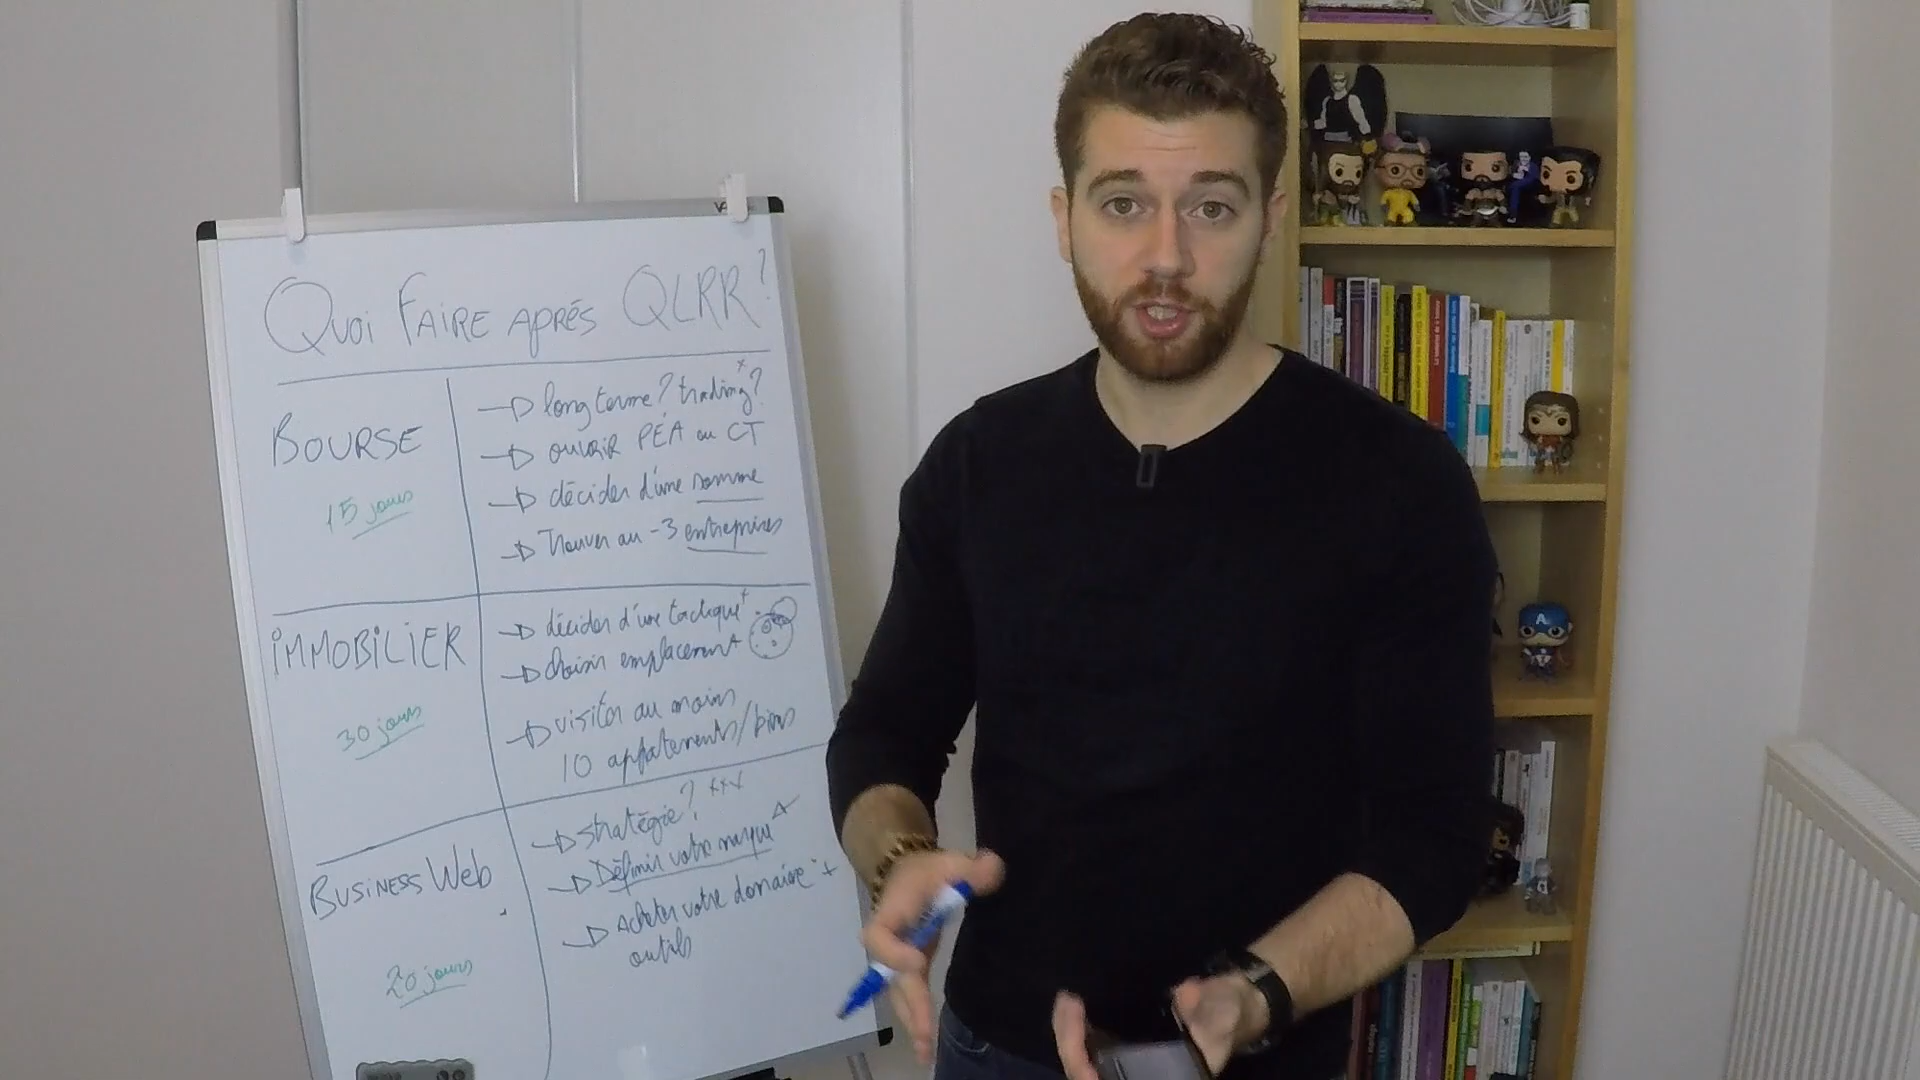 Quoi FAIRE APRÈS QLRR?
BOURSE
15 jours
long terme? trading?
OUVRIR PEA ou CT
décider d'une somme
Trouver au -3 entreprises
iMMOBiLiER
30 jours
décider d'une tactique
choisir emplacement
visiter au moins
10 appartements/biens
BUSINESS Web
20 jours
stratégie? +++
Définir votre marque
Acheter votre domaine +
outils